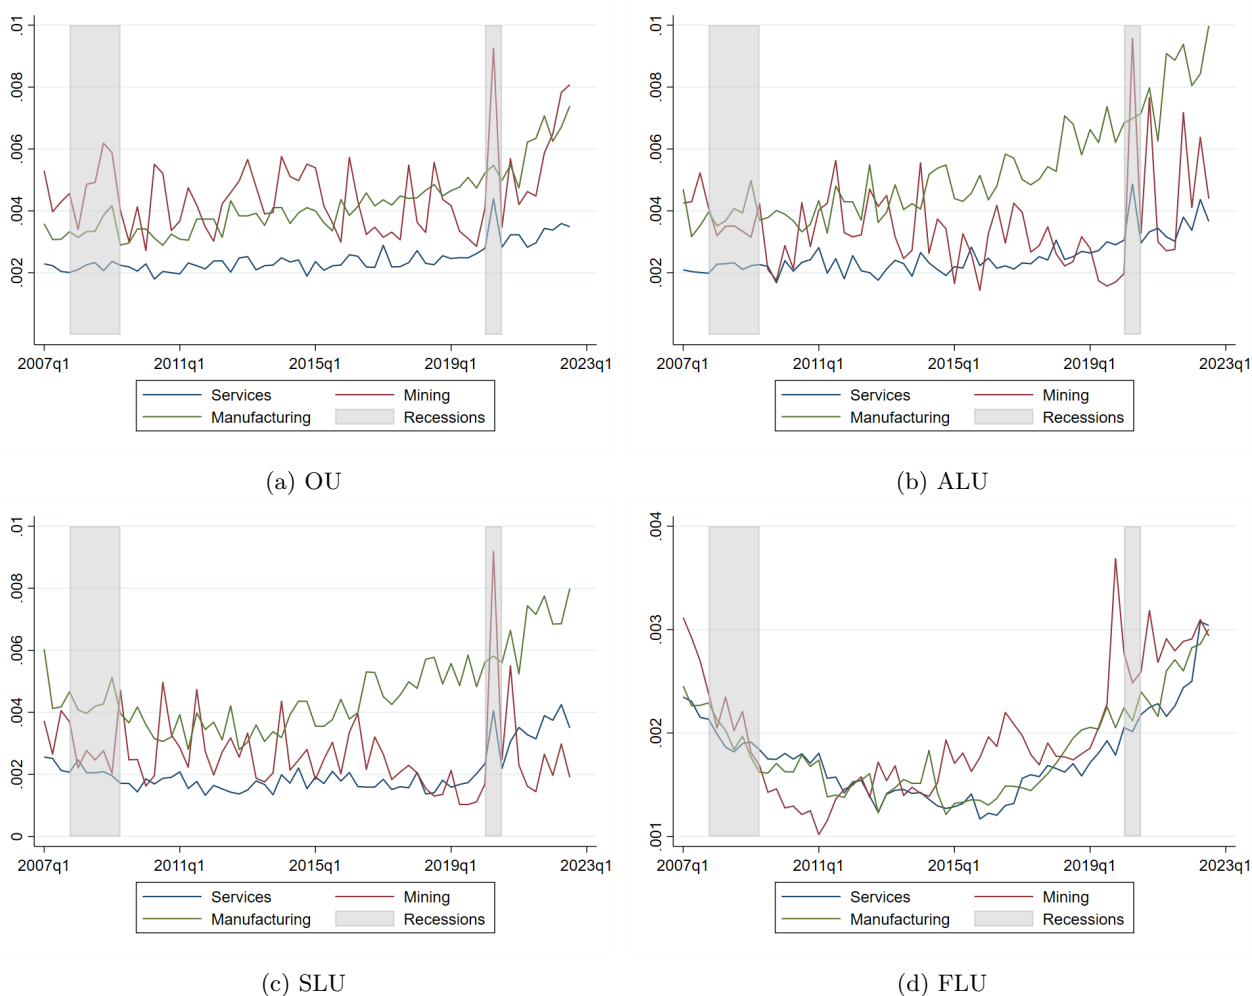 .01
.008
.006
.004
.002
2007q1 2011q1 2015q1 2019q1 2023q1
Services Mining
Manufacturing Recessions
(a) OU
.01
.008
.006
.004
.002
2007q1 2011q1 2015q1 2019q1 2023q1
Services Mining
Manufacturing Recessions
(b) ALU
.01
.008
.006
.004
.002
0
2007q1 2011q1 2015q1 2019q1 2023q1
Services Mining
Manufacturing Recessions
(c) SLU
.004
.003
.002
.001
2007q1 2011q1 2015q1 2019q1 2023q1
Services Mining
Manufacturing Recessions
(d) FLU